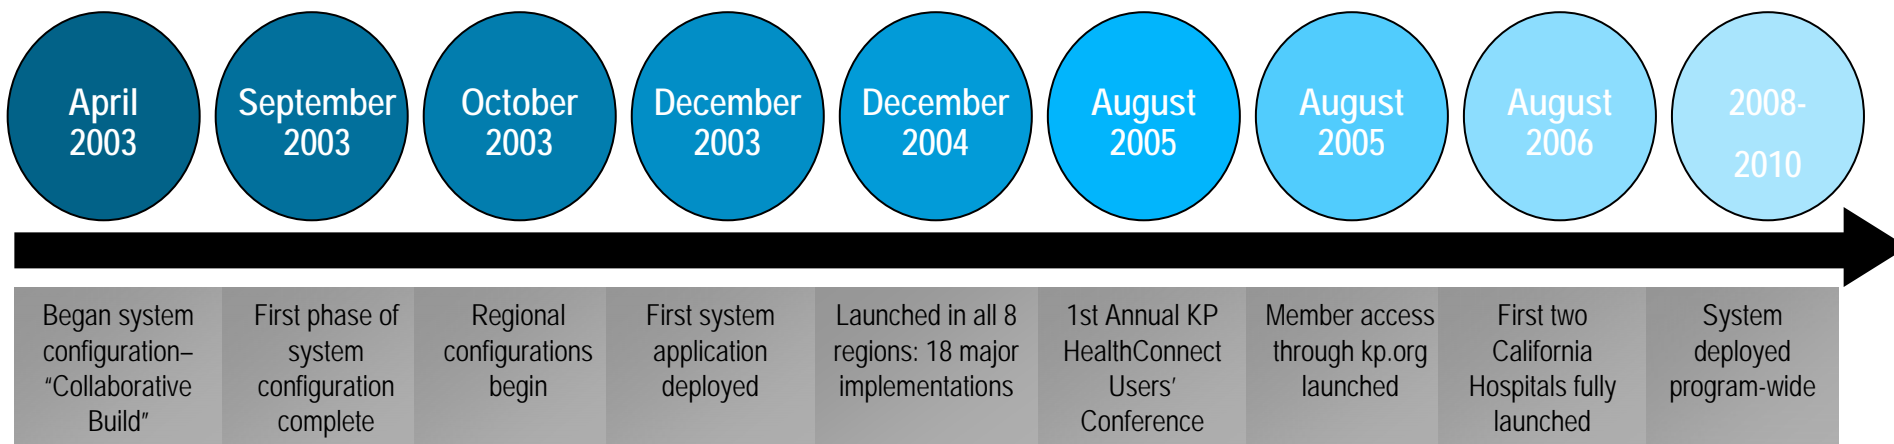 April
2003
September
2003
October
2003
December
2003
December
2004
August
2005
August
2005
August
2006
2008-
2010
Began system
configuration–
“Collaborative
Build”
First phase of
system
configuration
complete
Regional
configurations
begin
First system
application
deployed
Launched in all 8
regions: 18 major
implementations
1st Annual KP
HealthConnect
Users’
Conference
Member access
through kp.org
launched
First two
California
Hospitals fully
launched
System
deployed
program-wide